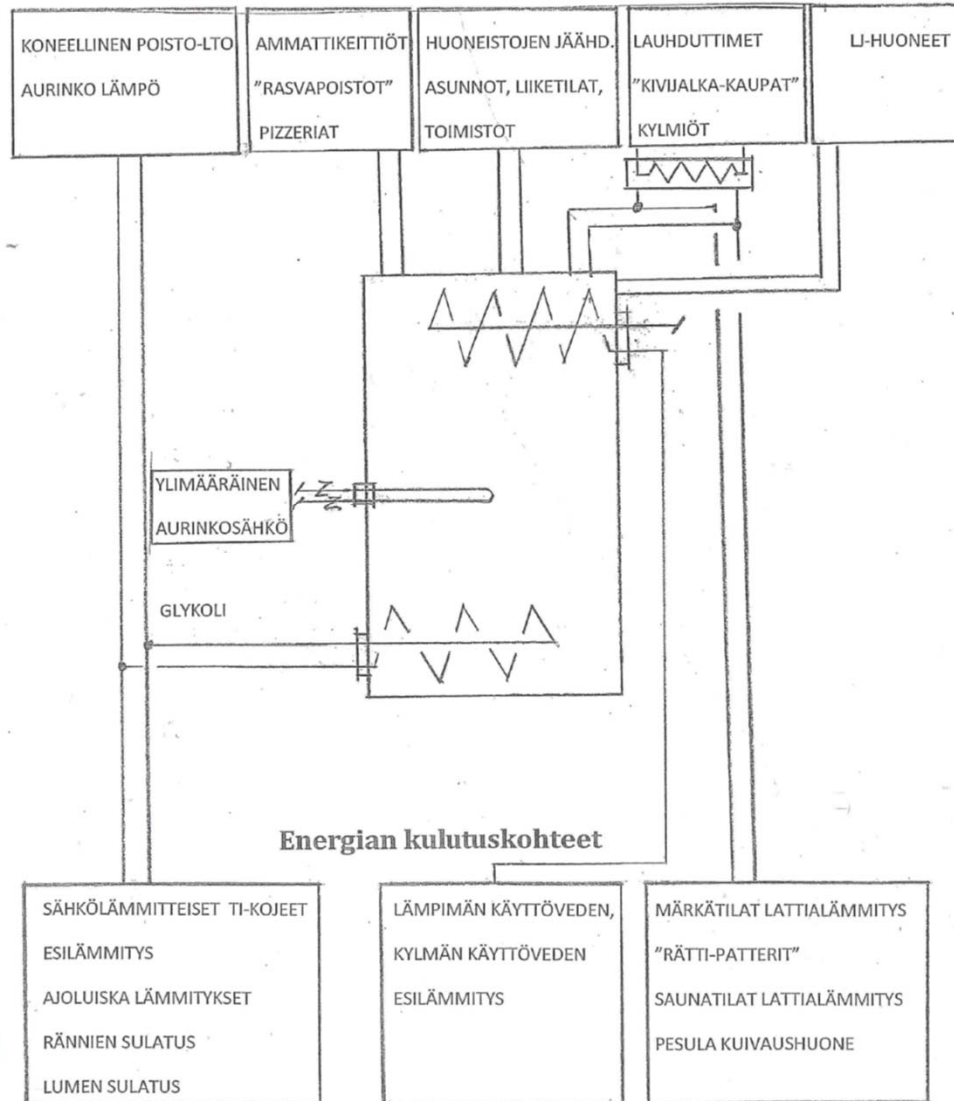 KONEELLINEN POISTO-LTO
AURINKO LÄMPÖ
AMMATTIKEITTIÖT
"RASVAPOISTOT"
PIZZERIAT
HUONEISTOJEN JÄÄHD.
ASUNNOT, LIIKETILAT,
TOIMISTOT
LAUHDUTTIMET
"KIVIJALKA-KAUPAT"
KYLMIÖT
LJ-HUONEET
YLIMÄÄRÄINEN
AURINKOSÄHKÖ
GLYKOLI
Energian kulutuskohteet
SÄHKÖLÄMMITTEISET TI-KOJEET
ESILÄMMITYS
AJOLUISKA LÄMMITYKSET
RÄNNIEN SULATUS
LUMEN SULATUS
LÄMPIMÄN KÄYTTÖVEDEN,
KYLMÄN KÄYTTÖVEDEN
ESILÄMMITYS
MÄRKÄTILAT LATTIALÄMMITYS
"RÄTTI-PATTERIT"
SAUNATILAT LATTIALÄMMITYS
PESULA KUIVAUSHUONE